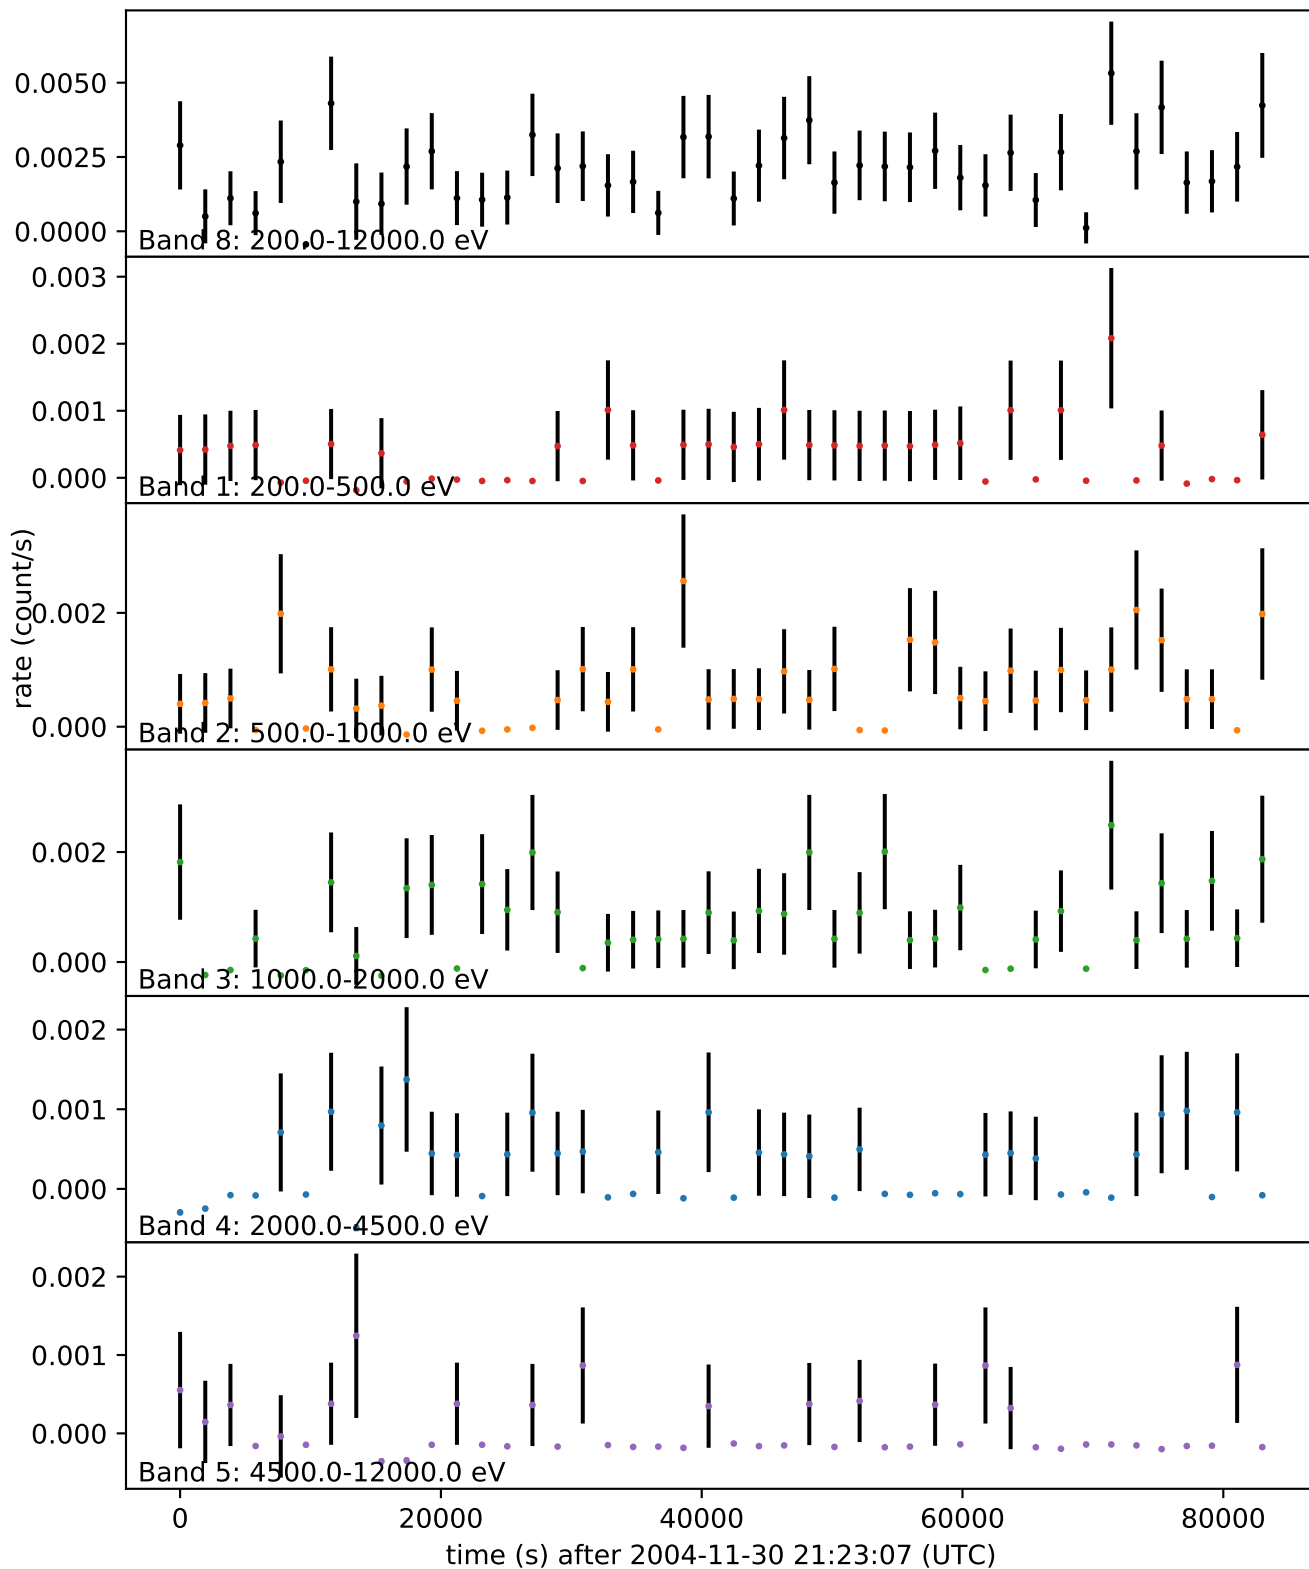 0.0050
0.0025
0.0000
Band 8: 200.0-12000.0 eV
0.003
0.002
0.001
0.000
Band 1: 200.0-500.0 eV
rate (count/s)
0.002
0.000
Band 2: 500.0-1000.0 eV
0.002
0.000
Band 3: 1000.0-2000.0 eV
0.002
0.001
0.000
Band 4: 2000.0-4500.0 eV
0.002
0.001
0.000
Band 5: 4500.0-12000.0 eV
0 20000 40000 60000 80000
time (s) after 2004-11-30 21:23:07 (UTC)